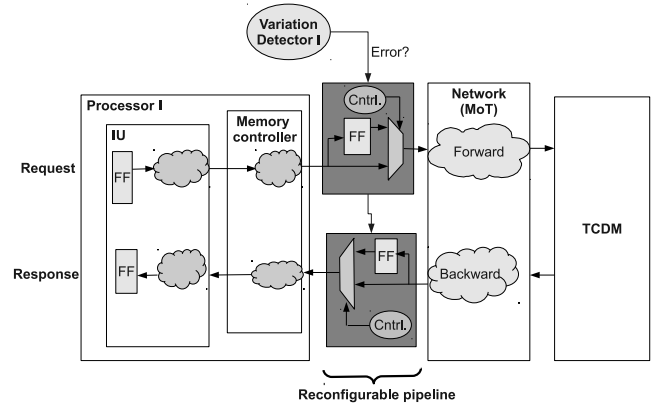 Variation
Detector I
Error?
Processor I
IU
Memory
controller
Cntrl.
FF
Network
(MoT)
Request
FF
Forward
TCDM
Response
FF
FF
Backward
Cntrl.
Reconfigurable pipeline